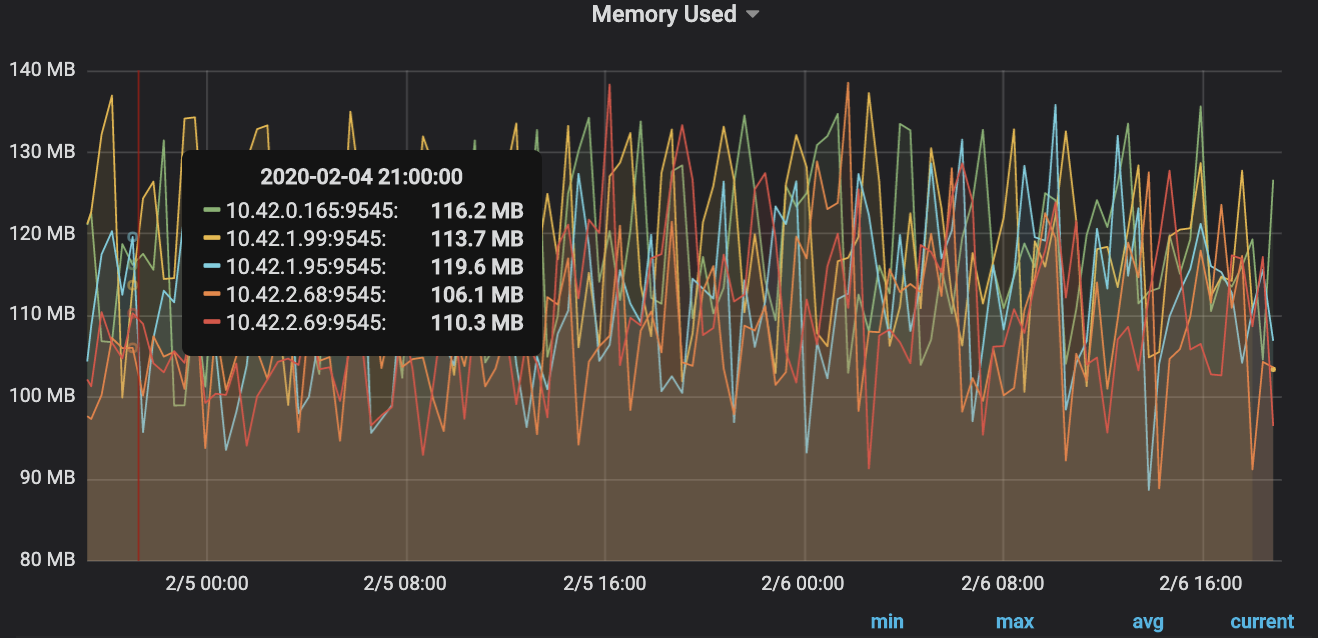 Memory Used
140 MB
130 MB
120 MB
110 MB
100 MB
90 MB
80 MB
2020-02-04 21:00:00
10.42.0.165:9545: 116.2 MB
10.42.1.99:9545: 113.7 MB
10.42.1.95:9545: 119.6 MB
10.42.2.68:9545: 106.1 MB
10.42.2.69:9545: 110.3 MB
2/5 00:00 2/5 08:00 2/5 16:00 2/6 00:00 2/6 08:00 2/6 16:00
min max avg current